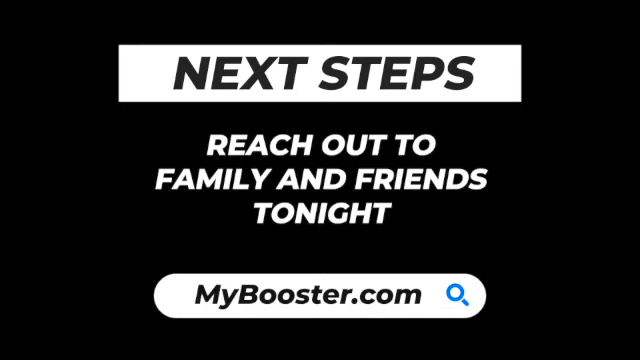 NEXT STEPS
REACH OUT TO
FAMILY AND FRIENDS
TONIGHT
MyBooster.com